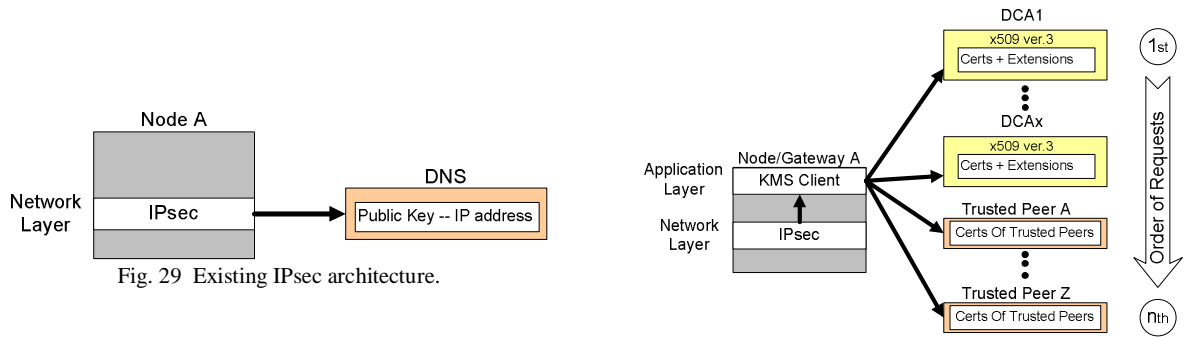 Node A
Network
Layer
IPsec
DNS
Public Key -- IP address
Fig. 29 Existing IPsec architecture.
DCA1
x509 ver.3
Certs + Extensions
DCAx
x509 ver.3
Certs + Extensions
Application
Layer
Node/Gateway A
KMS Client
Network
Layer
IPsec
Trusted Peer A
Certs Of Trusted Peers
Trusted Peer Z
Certs Of Trusted Peers
1st
Order of Requests
nth